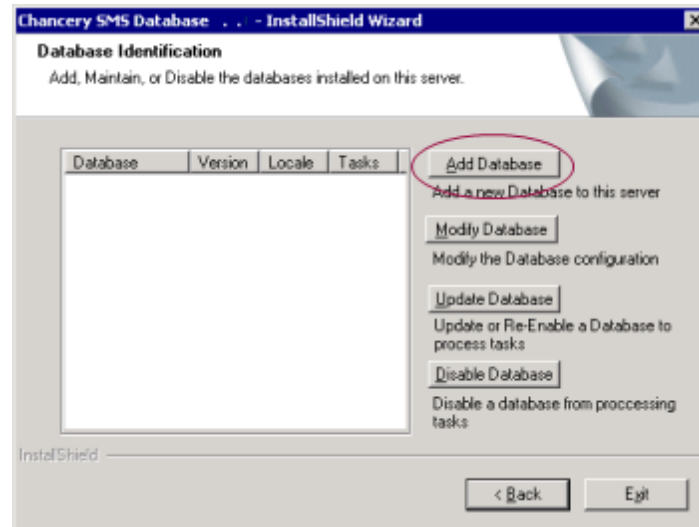 Chancery SMS Database . . - InstallShield Wizard
Database Identification
Add, Maintain, or Disable the databases installed on this server.
Database Version Locale Tasks
Add Database
Add a new Database to this server
Modify Database
Modify the Database configuration
Update Database
Update or Re-Enable a Database to
process tasks
Disable Database
Disable a database from proccessing
tasks
InstallShield
< Back Exit